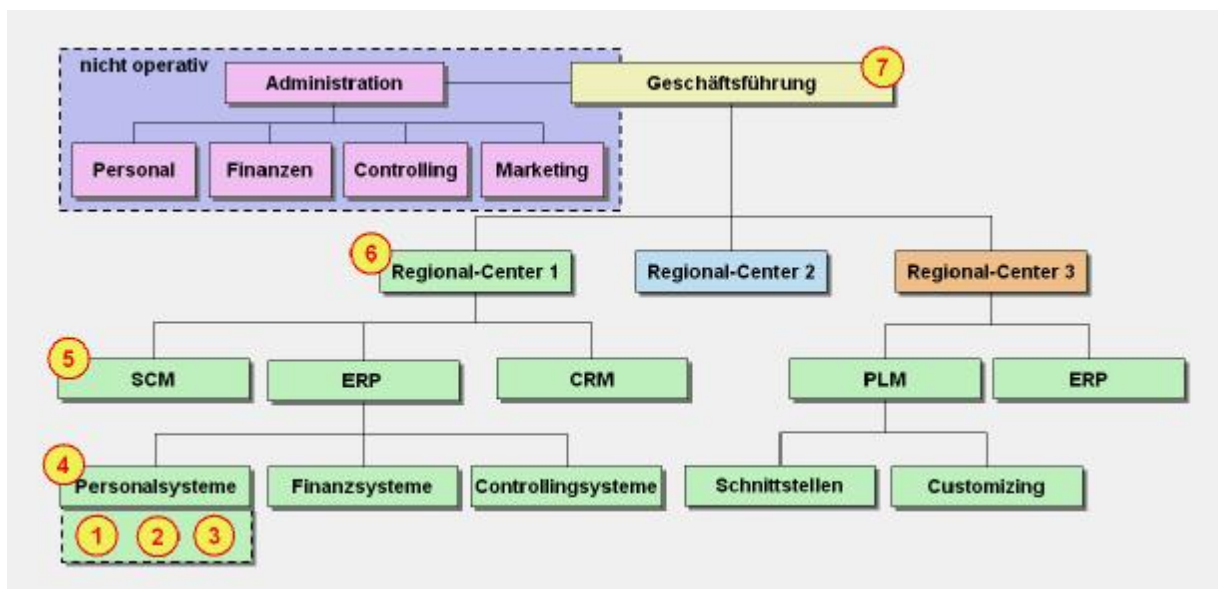 nicht operativ
Administration
Geschäftsführung
7
Personal
Finanzen
Controlling
Marketing
6
Regional-Center 1
Regional-Center 2
Regional-Center 3
5
SCM
ERP
CRM
PLM
ERP
4
Personalsysteme
Finanzsysteme
Controllingsysteme
Schnittstellen
Customizing
1
2
3